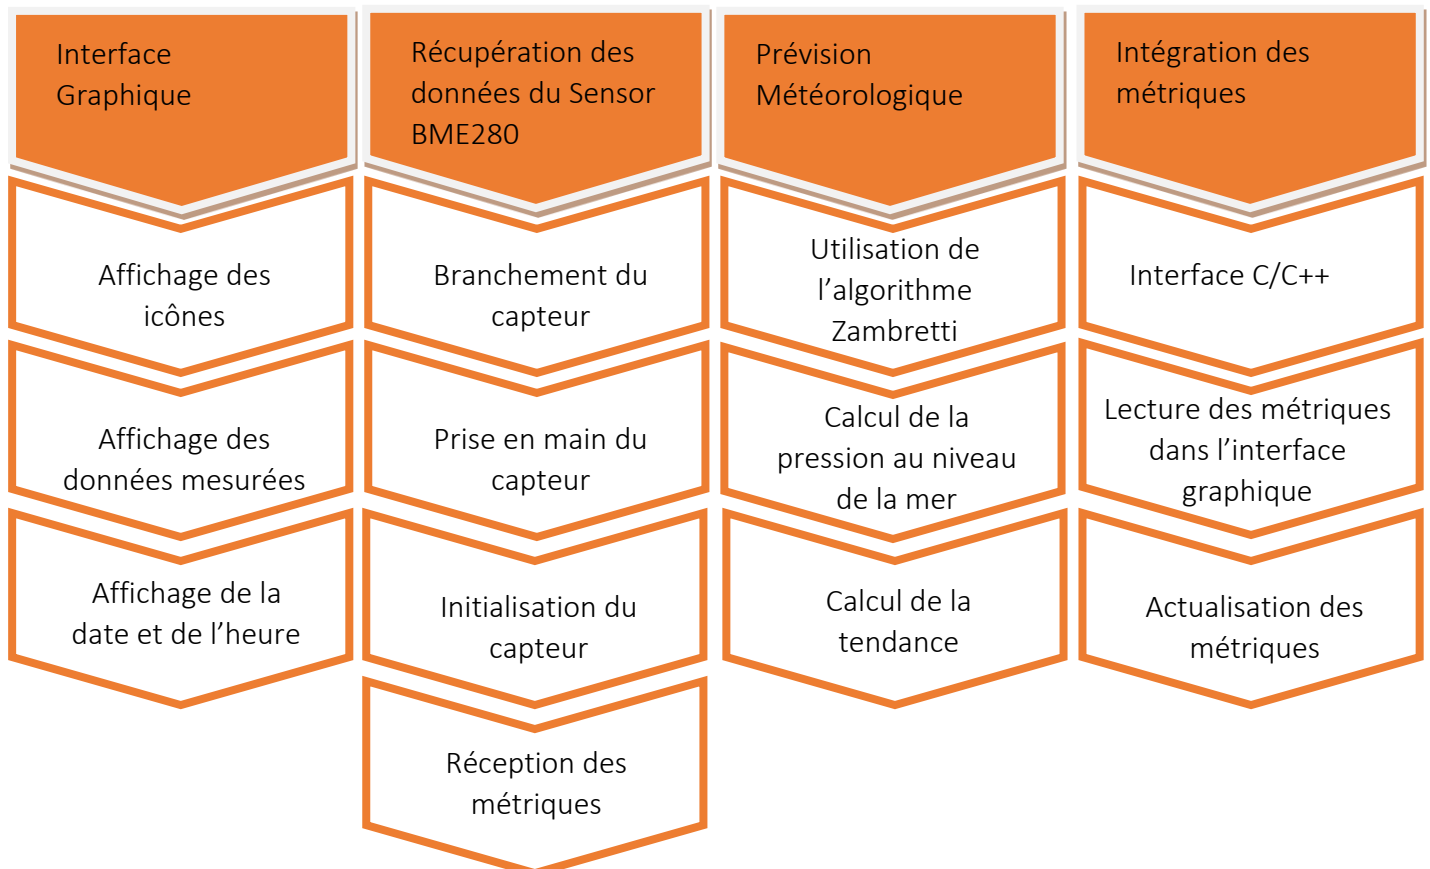 Interface
Graphique
Affichage des
icônes
Affichage des
données mesurées
Affichage de la
date et de l'heure
Récupération des
données du Sensor
BME280
Branchement du
capteur
Prise en main du
capteur
Initialisation du
capteur
Réception des
métriques
Prévision
Météorologique
Utilisation de
l'algorithme
Zambretti
Calcul de la
pression au niveau
de la mer
Calcul de la
tendance
Intégration des
métriques
Interface C/C++
Lecture des métriques
dans l'interface
graphique
Actualisation des
métriques